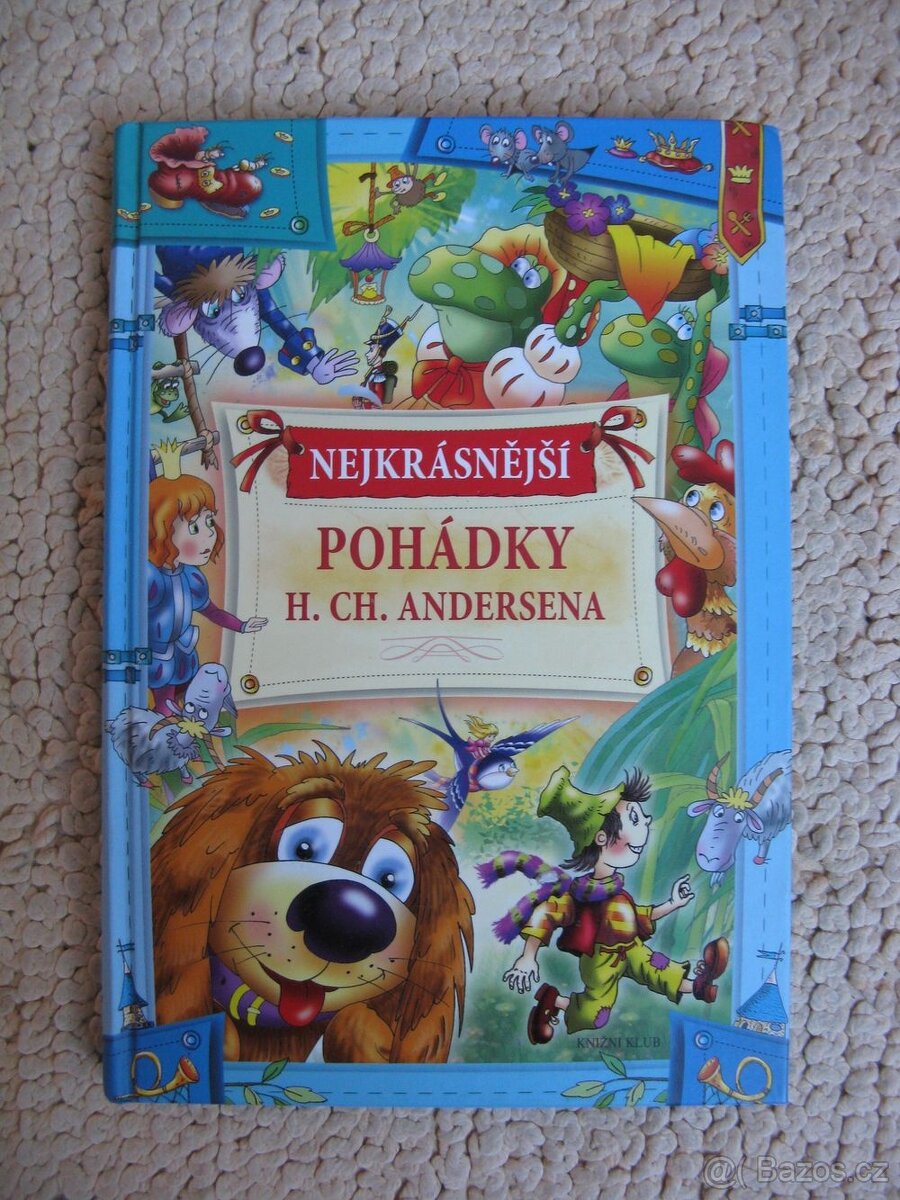 NEJKRÁSNĚJŠÍ
POHÁDKY
H. CH. ANDERSENA
KNIŽNÍ KLUB
@( Bazos.cz